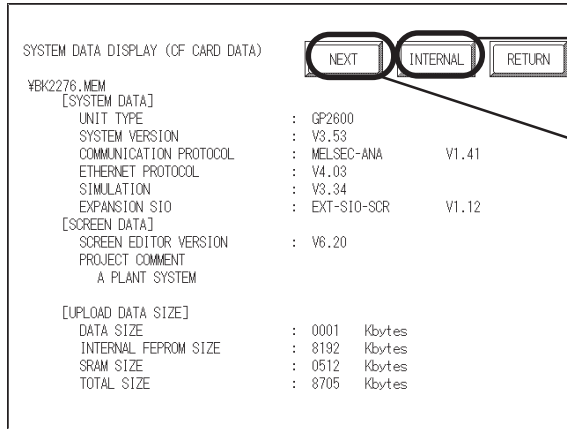 SYSTEM DATA DISPLAY (CF CARD DATA)
NEXT
INTERNAL
RETURN
¥BK2276.MEM
[SYSTEM DATA]
UNIT TYPE : GP2600
SYSTEM VERSION : V3.53
COMMUNICATION PROTOCOL : MELSEC-ANA V1.41
ETHERNET PROTOCOL : V4.03
SIMULATION : V3.34
EXPANSION SIO : EXT-SIO-SCR V1.12
[SCREEN DATA]
SCREEN EDITOR VERSION : V6.20
PROJECT COMMENT
A PLANT SYSTEM
[UPLOAD DATA SIZE]
DATA SIZE : 0001 Kbytes
INTERNAL FEPROM SIZE : 8192 Kbytes
SRAM SIZE : 0512 Kbytes
TOTAL SIZE : 8705 Kbytes